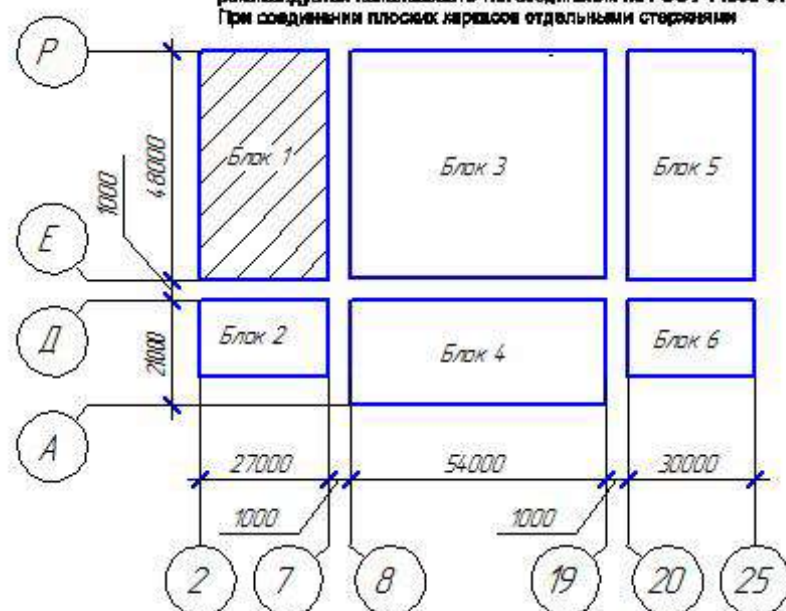 При соединении плоских каркасов отдельными стержнями
Р
48000
Блок 1
Блок 3
Блок 5
1000
Е
Д
21000
Блок 2
Блок 4
Блок 6
А
27000
54000
30000
1000
1000
2
7
8
19
20
25